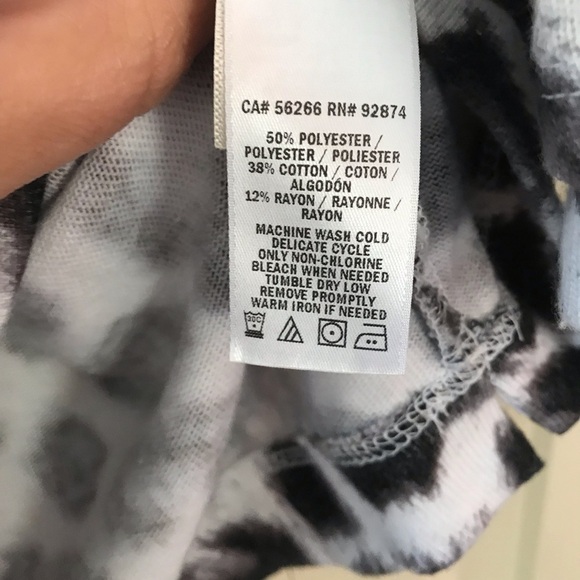 CA# 56266 RN# 92874
50% POLYESTER /
POLYESTER / POLIESTER
38% COTTON / COTON /
ALGODÓN
12% RAYON / RAYONNE /
RAYON
MACHINE WASH COLD
DELICATE CYCLE
ONLY NON-CHLORINE
BLEACH WHEN NEEDED
TUMBLE DRY LOW
REMOVE PROMPTLY
WARM IRON IF NEEDED
30C